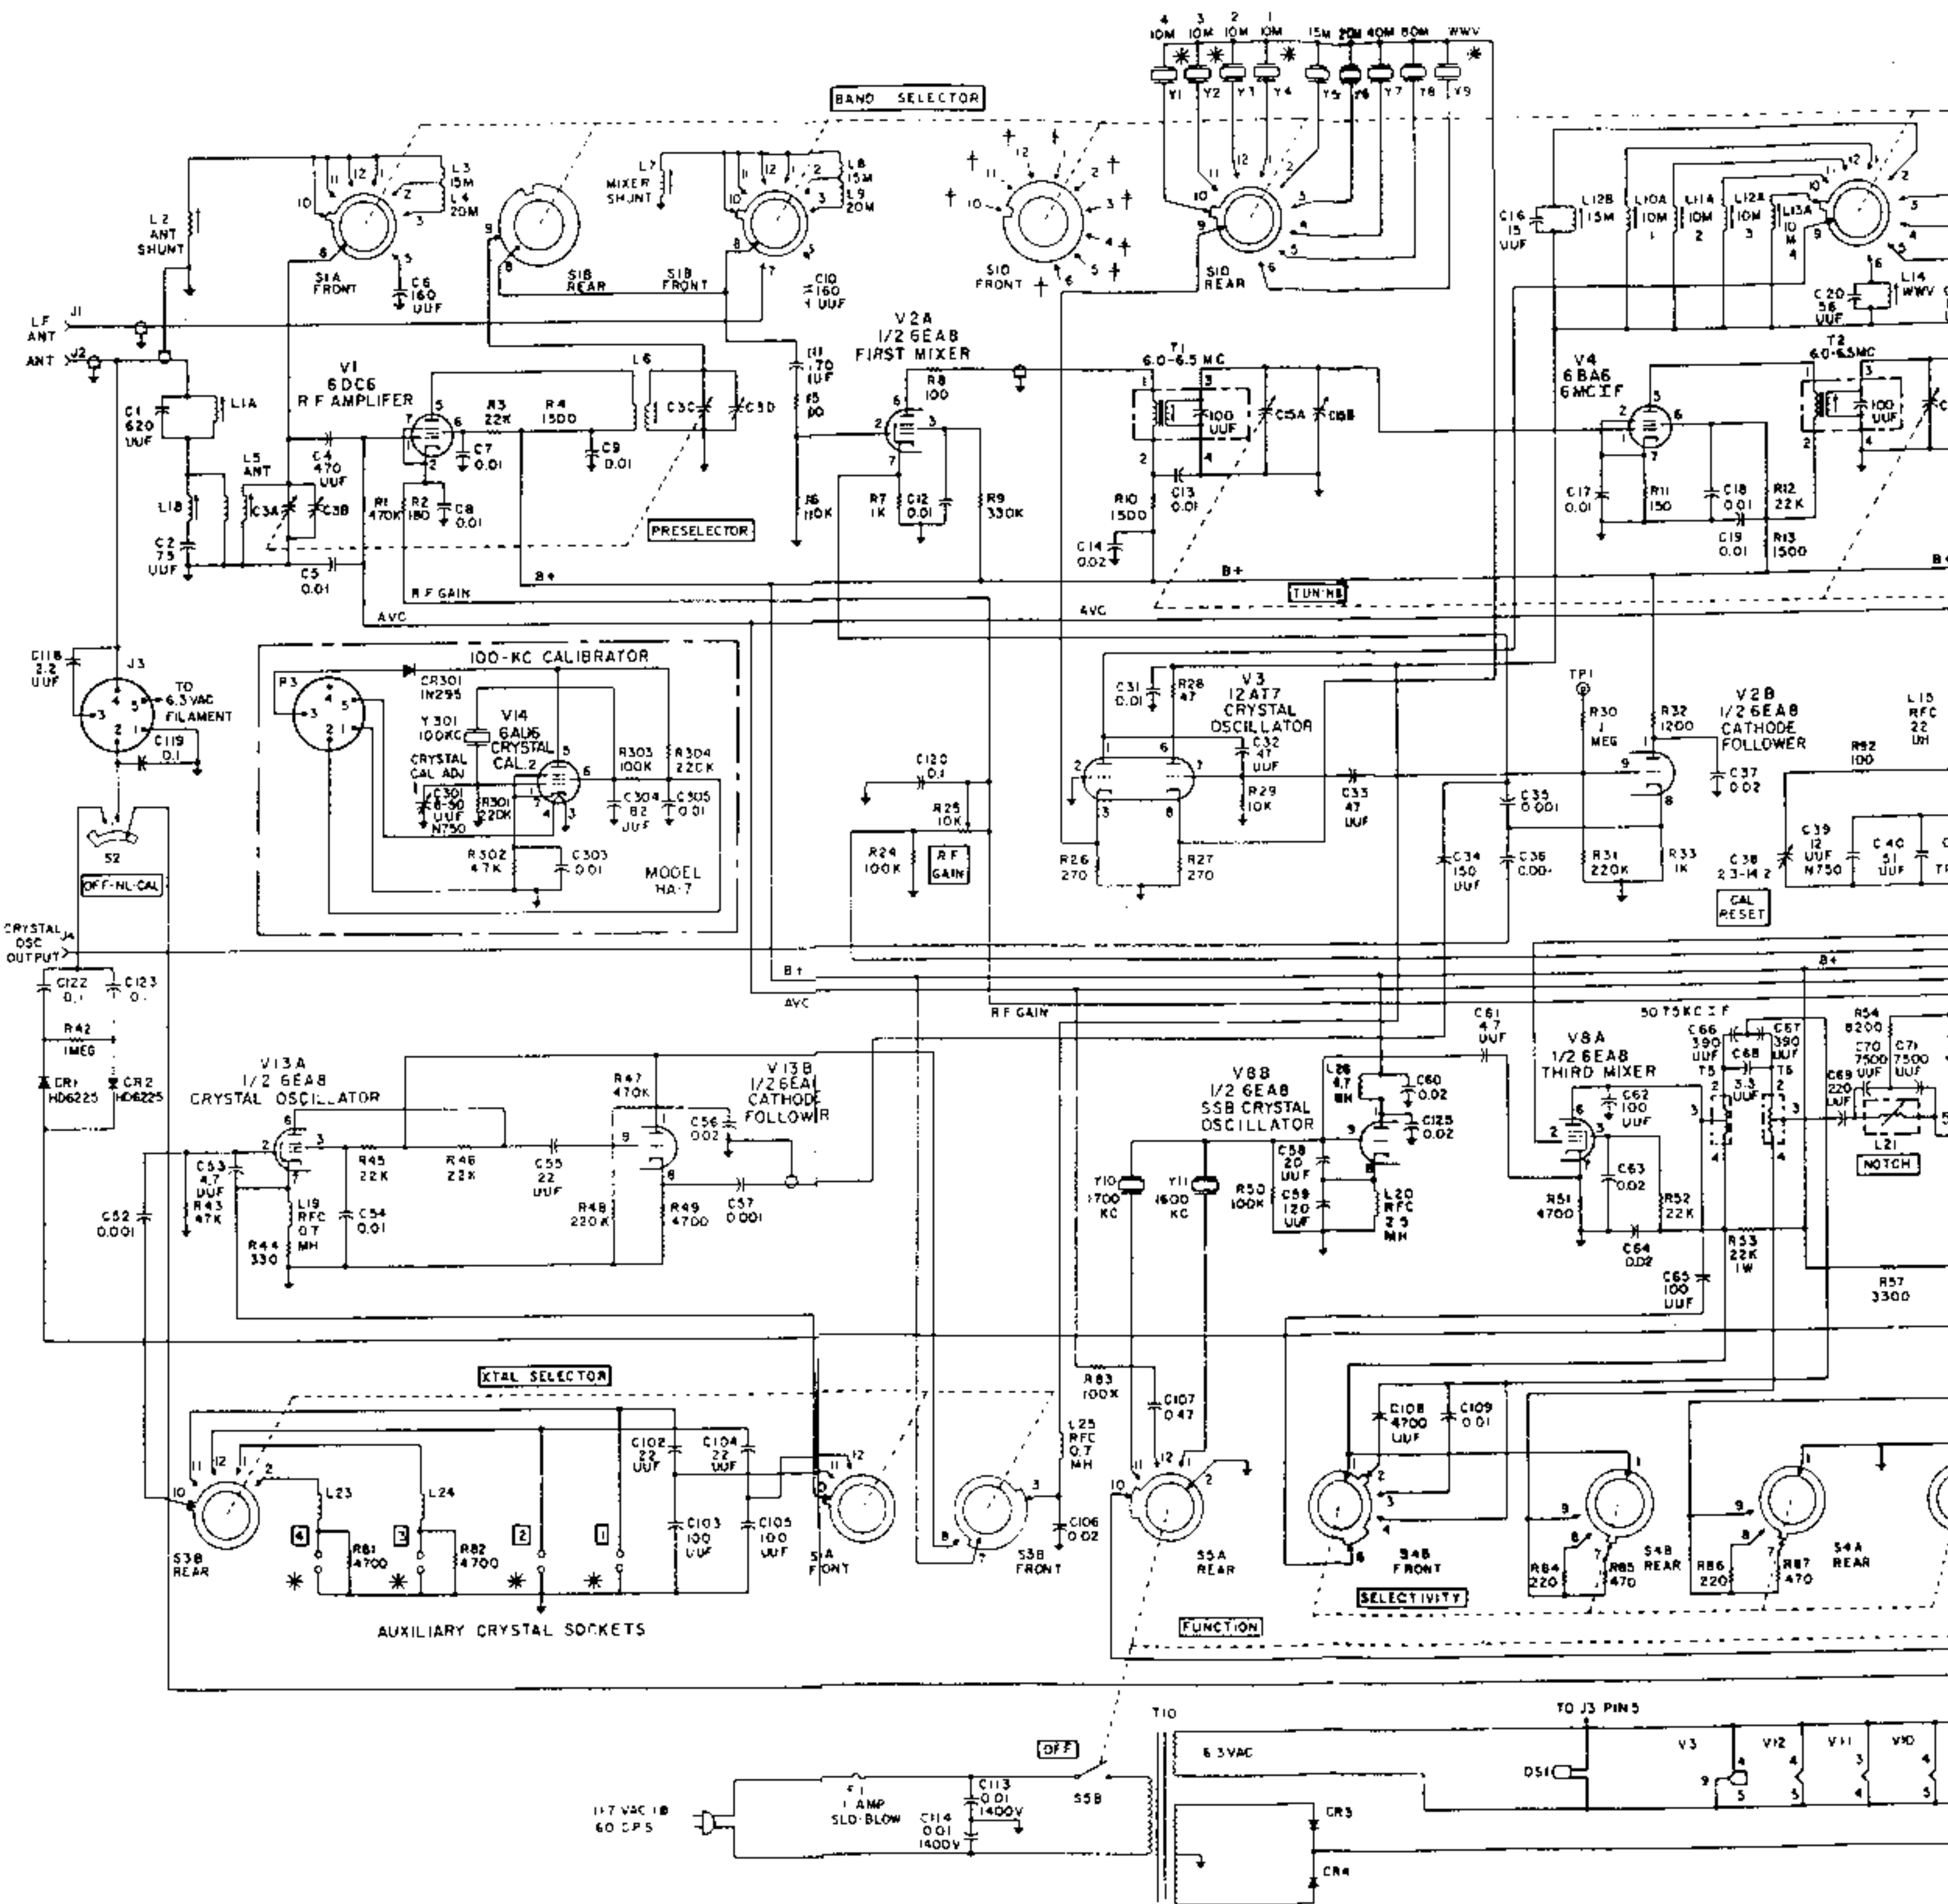 4 3 2 1
10M 10M 10M 10M 15M 20M 40M 80M WWV
Y1 Y2 Y3 Y4 Y5 Y6 Y7 Y8 Y9
BAND SELECTOR
L2
ANT
SHUNT
L3
15M
L4
20M
S1A
FRONT
C6
160
UUF
S1B
REAR
L7
MIXER
SHUNT
S1B
FRONT
L8
15M
L9
20M
C10
160
UUF
S1D
FRONT
S1D
REAR
C16
15
UUF
L12B
15M
L10A
10M
1
L11A
10M
2
L12A
10M
3
L13A
10
M
4
C20
56
UUF
L14
WWV
LF
ANT
J1
ANT
J2
C1
620
UUF
L1A
L1B
C2
75
UUF
L5
ANT
C3A
C3B
C4
470
UUF
C5
0.01
V1
6DC6
R F AMPLIFER
R1
470K
R2
180
C8
0.01
R3
22K
C7
0.01
R4
1500
C9
0.01
L6
C3C
C3D
PRESELECTOR
V2A
1/2 6EA8
FIRST MIXER
R8
100
R7
1K
C12
0.01
R9
330K
T1
6.0-6.5 MC
100
UUF
C15A
C15B
R10
1500
C13
0.01
C14
0.02
V4
6BA6
6MC I F
C17
0.01
R11
150
C18
0.01
R12
22K
C19
0.01
R13
1500
T2
6.0-6.5MC
100
UUF
B+
R F GAIN
AVC
B+
AVC
TUNING
B+
C118
2.2
UUF
J3
TO
6.3 VAC
FILAMENT
C119
0.1
S2
OFF-NL-CAL
100-KC CALIBRATOR
P3
CR301
1N295
Y301
100KC
V14
6AU6
CRYSTAL
CAL.
CRYSTAL
CAL ADJ
C301
8-50
UUF
N750
R301
220K
R302
47K
C303
0.01
R303
100K
C304
82
UUF
R304
220K
C305
0.01
MODEL
HA-7
C120
0.1
R25
10K
R24
100K
R F
GAIN
C31
0.01
R28
47
V3
12AT7
CRYSTAL
OSCILLATOR
C32
47
UUF
R29
10K
R26
270
R27
270
C33
47
UUF
C34
150
UUF
C35
0.001
C36
TP1
R30
1
MEG
R31
220K
R32
1200
R33
1K
V2B
1/2 6EA8
CATHODE
FOLLOWER
C37
0.02
L15
RFC
22
UH
R92
100
C38
2.3-14.2
C39
12
UUF
N750
C40
51
UUF
CAL
RESET
CRYSTAL
OSC
OUTPUT
J4
C122
0.1
C123
R42
1MEG
CR1
HD6225
CR2
HD6225
B+
AVC
R F GAIN
B+
V13A
1/2 6EA8
CRYSTAL OSCILLATOR
C52
0.001
C53
4.7
UUF
R43
47K
L19
RFC
0.7
MH
R44
330
C54
0.01
R45
22K
R46
22K
C55
22
UUF
R47
470K
R48
220K
R49
4700
C56
0.02
C57
0.001
V13B
CATHODE
FOLLOWER
Y10
1700
KC
Y11
1600
KC
V8B
1/2 6EA8
SSB CRYSTAL
OSCILLATOR
L26
4.7
MH
C60
0.02
C125
0.02
C58
20
UUF
C59
120
UUF
R50
100K
L20
RFC
2.5
MH
C61
4.7
UUF
V8A
1/2 6EA8
THIRD MIXER
C62
100
UUF
C63
0.02
R51
4700
R52
22K
C64
0.02
R53
22K
1W
C65
100
UUF
50.75KC I F
C66
390
UUF
C67
390
UUF
C68
3.3
UUF
T5
T6
R54
8200
C70
7500
UUF
C71
7500
UUF
C69
220
UUF
L21
NOTCH
R57
3300
XTAL SELECTOR
S3B
REAR
L23
L24
4
3
2
1
R81
4700
R82
4700
C102
22
UUF
C104
22
UUF
C103
100
UUF
C105
100
UUF
AUXILIARY CRYSTAL SOCKETS
FRONT
S3B
FRONT
L25
RFC
0.7
MH
C106
0.02
R83
100K
C107
0.47
S5A
REAR
FUNCTION
C108
4700
UUF
C109
0.01
S4B
FRONT
SELECTIVITY
R84
220
R85
470
S4B
REAR
R86
220
R87
470
S4A
REAR
117 VAC 1Ø
60 CPS
F1
1 AMP
SLO-BLOW
C113
0.01
1400V
C114
0.01
1400V
OFF
S5B
T10
6.3VAC
CR3
CR4
TO J3 PIN 5
DS1
V3
V12
V11
V10